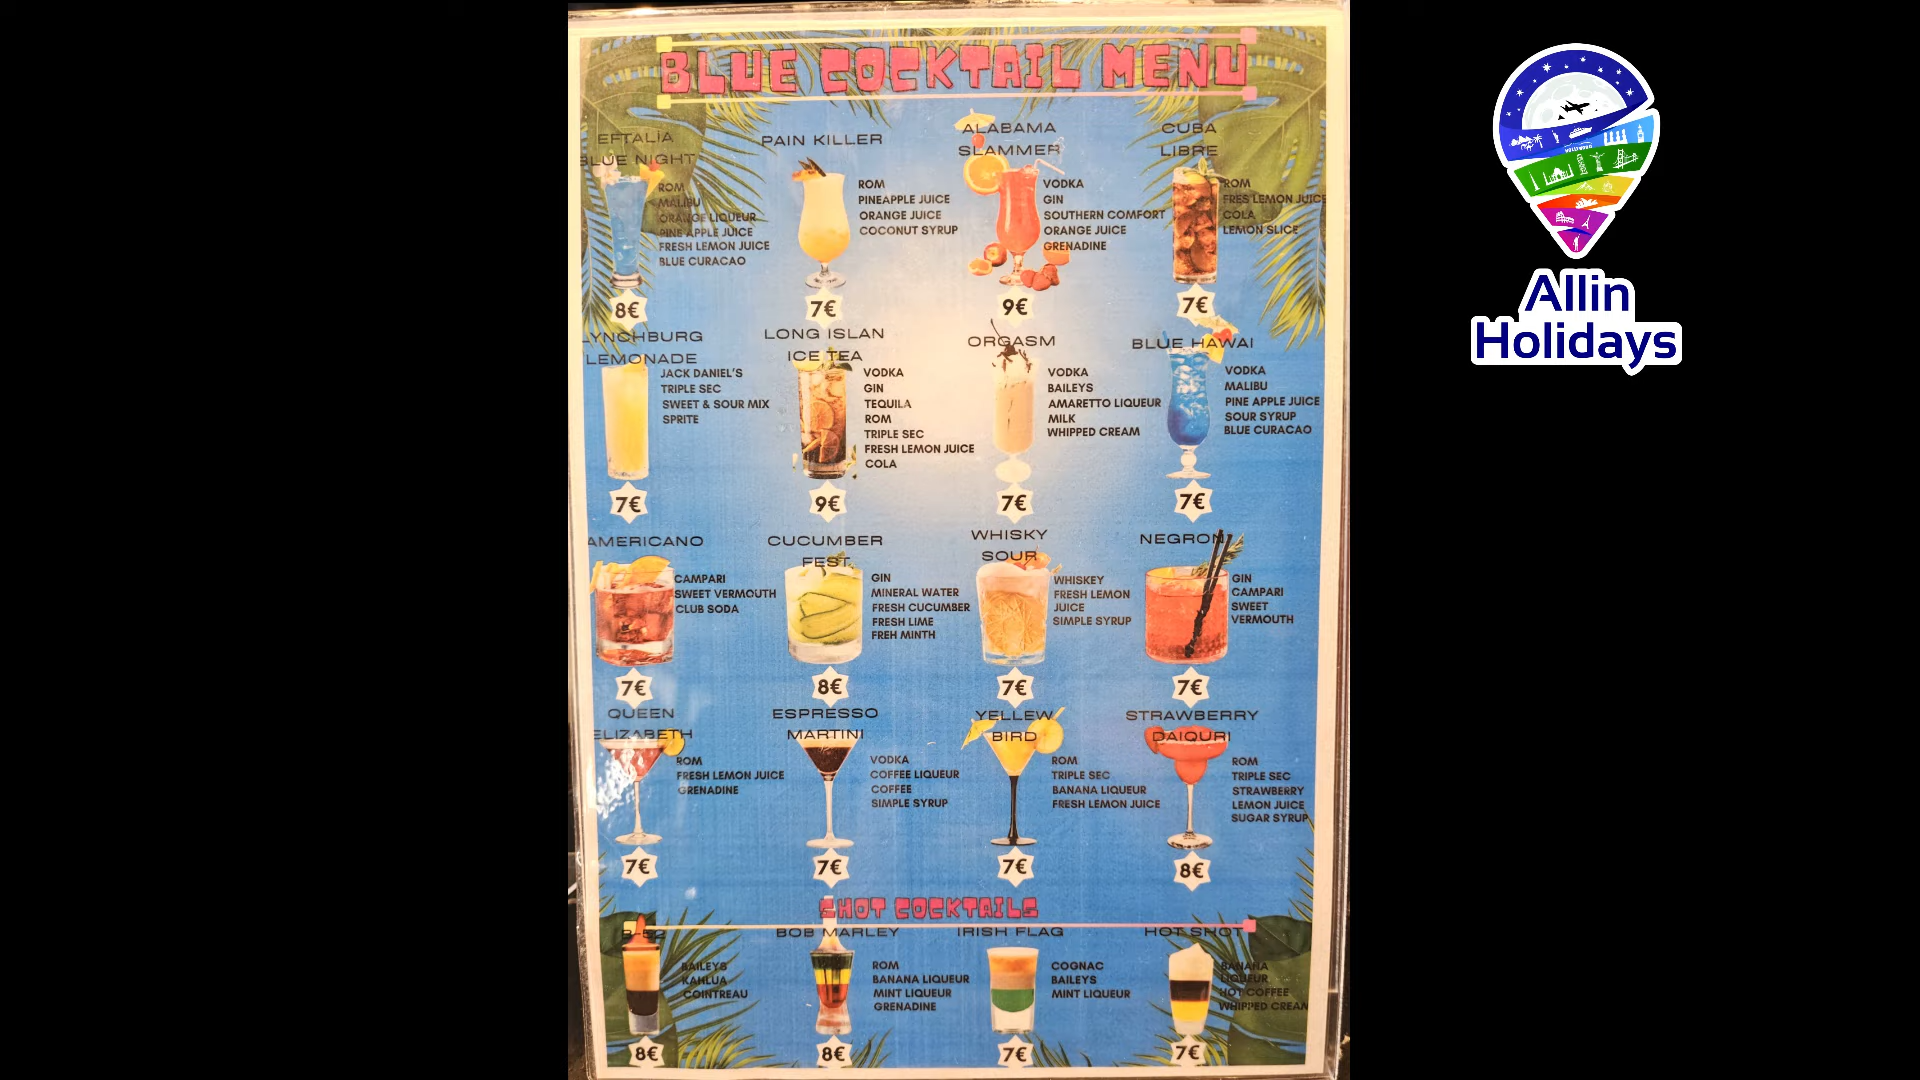 BLUE COCKTAIL MENU
EFTALIA
BLUE NIGHT
ROM
MALIBU
ORANGE LIQUEUR
PINE APPLE JUICE
FRESH LEMON JUICE
BLUE CURACAO
8€
PAIN KILLER
ROM
PINEAPPLE JUICE
ORANGE JUICE
COCONUT SYRUP
7€
ALABAMA
SLAMMER
VODKA
GIN
SOUTHERN COMFORT
ORANGE JUICE
GRENADINE
9€
CUBA
LIBRE
ROM
FRES LEMON JUICE
COLA
LEMON SLICE
7€
LYNCHBURG
LEMONADE
JACK DANIEL'S
TRIPLE SEC
SWEET & SOUR MIX
SPRITE
7€
LONG ISLAN
ICE TEA
VODKA
GIN
TEQUILA
ROM
TRIPLE SEC
FRESH LEMON JUICE
COLA
9€
ORGASM
VODKA
BAILEYS
AMARETTO LIQUEUR
MILK
WHIPPED CREAM
7€
BLUE HAWAI
VODKA
MALIBU
PINE APPLE JUICE
SOUR SYRUP
BLUE CURACAO
7€
AMERICANO
CAMPARI
SWEET VERMOUTH
CLUB SODA
7€
CUCUMBER
FEST
GIN
MINERAL WATER
FRESH CUCUMBER
FRESH LIME
FREH MINTH
8€
WHISKY
SOUR
WHISKEY
FRESH LEMON
JUICE
SIMPLE SYRUP
7€
NEGRONI
GIN
CAMPARI
SWEET
VERMOUTH
7€
QUEEN
ELIZABETH
ROM
FRESH LEMON JUICE
GRENADINE
7€
ESPRESSO
MARTINI
VODKA
COFFEE LIQUEUR
COFFEE
SIMPLE SYRUP
7€
YELLEW
BIRD
ROM
TRIPLE SEC
BANANA LIQUEUR
FRESH LEMON JUICE
7€
STRAWBERRY
DAIQURI
ROM
TRIPLE SEC
STRAWBERRY
LEMON JUICE
SUGAR SYRUP
8€
SHOT COCKTAILS
B-52
BAILEYS
KAHLUA
COINTREAU
8€
BOB MARLEY
ROM
BANANA LIQUEUR
MINT LIQUEUR
GRENADINE
8€
IRISH FLAG
COGNAC
BAILEYS
MINT LIQUEUR
7€
HOT SHOT
BANAHA
LIQUEUR
HOT COFFEE
WHIPPED CREAM
7€
Allin
Holidays